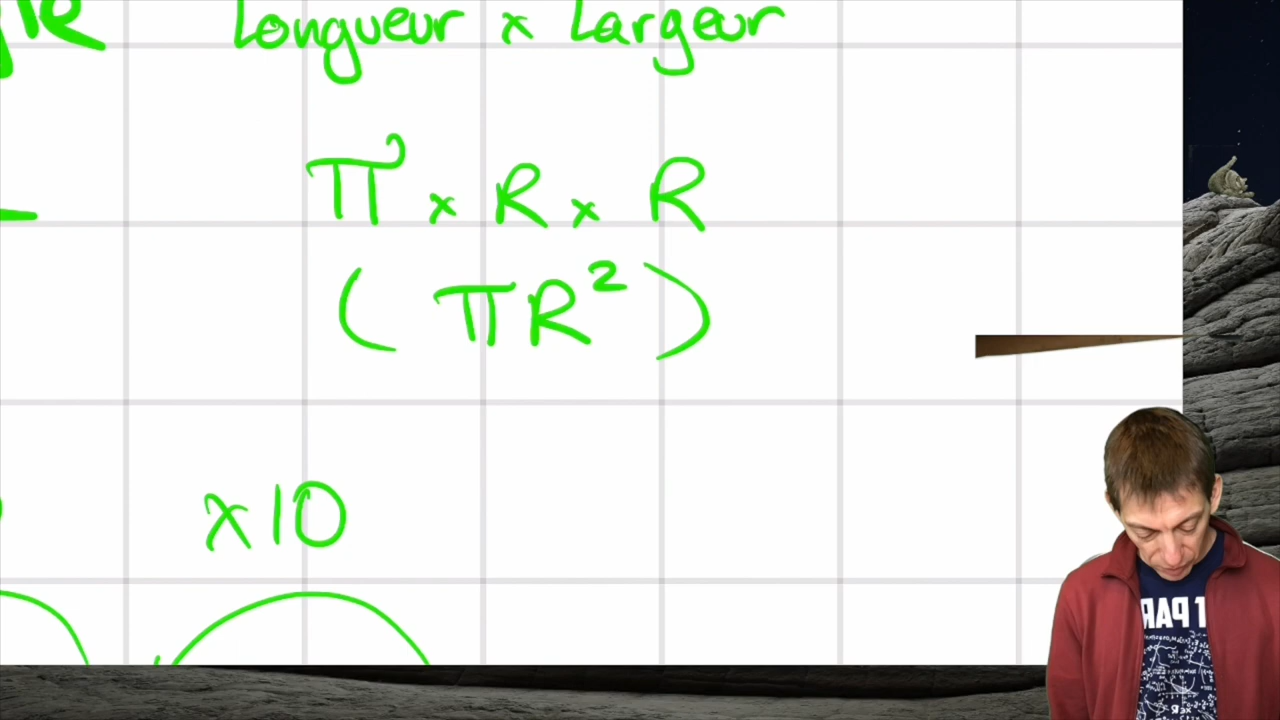 Longueur x Largeur
π x R x R
(πR²)
x10